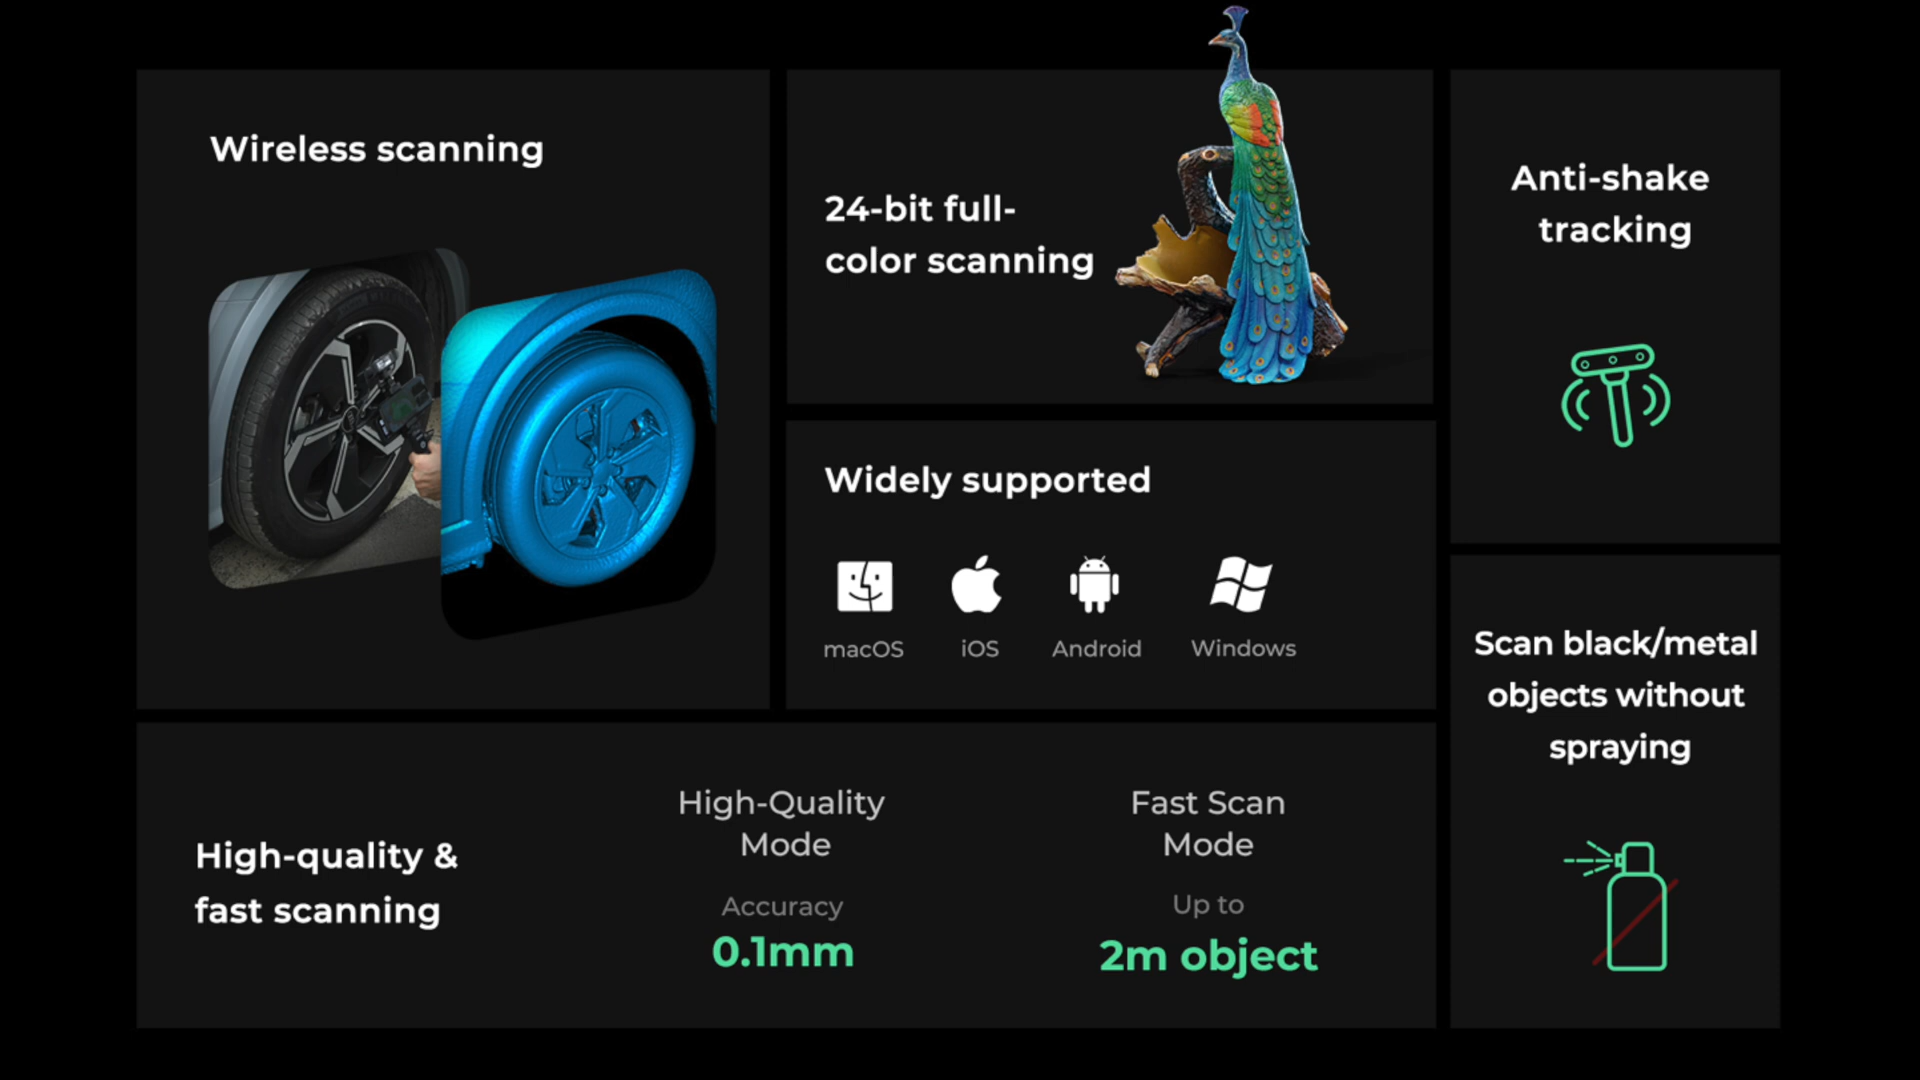 Wireless scanning
24-bit full-
color scanning
Anti-shake
tracking
Widely supported
macOS
iOS
Android
Windows
Scan black/metal
objects without
spraying
High-quality &
fast scanning
High-Quality
Mode
Accuracy
0.1mm
Fast Scan
Mode
Up to
2m object